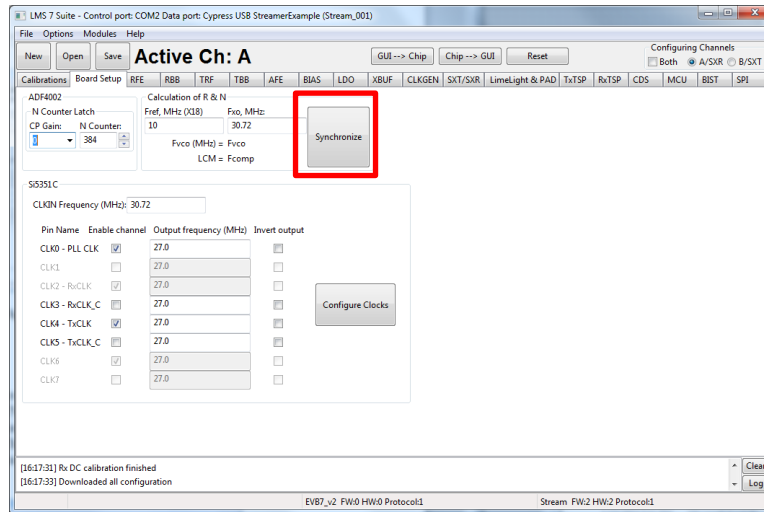 LMS 7 Suite - Control port: COM2 Data port: Cypress USB StreamerExample (Stream_001)
File Options Modules Help
New Open Save Active Ch: A GUI --> Chip Chip --> GUI Reset Configuring Channels
Both A/SXR B/SXT
Calibrations Board Setup RFE RBB TRF TBB AFE BIAS LDO XBUF CLKGEN SXT/SXR LimeLight & PAD TxTSP RxTSP CDS MCU BIST SPI
ADF4002 Calculation of R & N
N Counter Latch Fref, MHz (X18) Fxo, MHz:
CP Gain: N Counter: 10 30.72
0 384 Synchronize
Fvco (MHz) = Fvco
LCM = Fcomp
Si5351C
CLKIN Frequency (MHz): 30.72
Pin Name Enable channel Output frequency (MHz) Invert output
CLK0 - PLL CLK 27.0
CLK1 27.0
CLK2 - RxCLK 27.0
CLK3 - RxCLK_C 27.0 Configure Clocks
CLK4 - TxCLK 27.0
CLK5 - TxCLK_C 27.0
CLK6 27.0
CLK7 27.0
[16:17:31] Rx DC calibration finished Clear
[16:17:33] Downloaded all configuration Log
EVB7_v2 FW:0 HW:0 Protocol:1 Stream FW:2 HW:2 Protocol:1